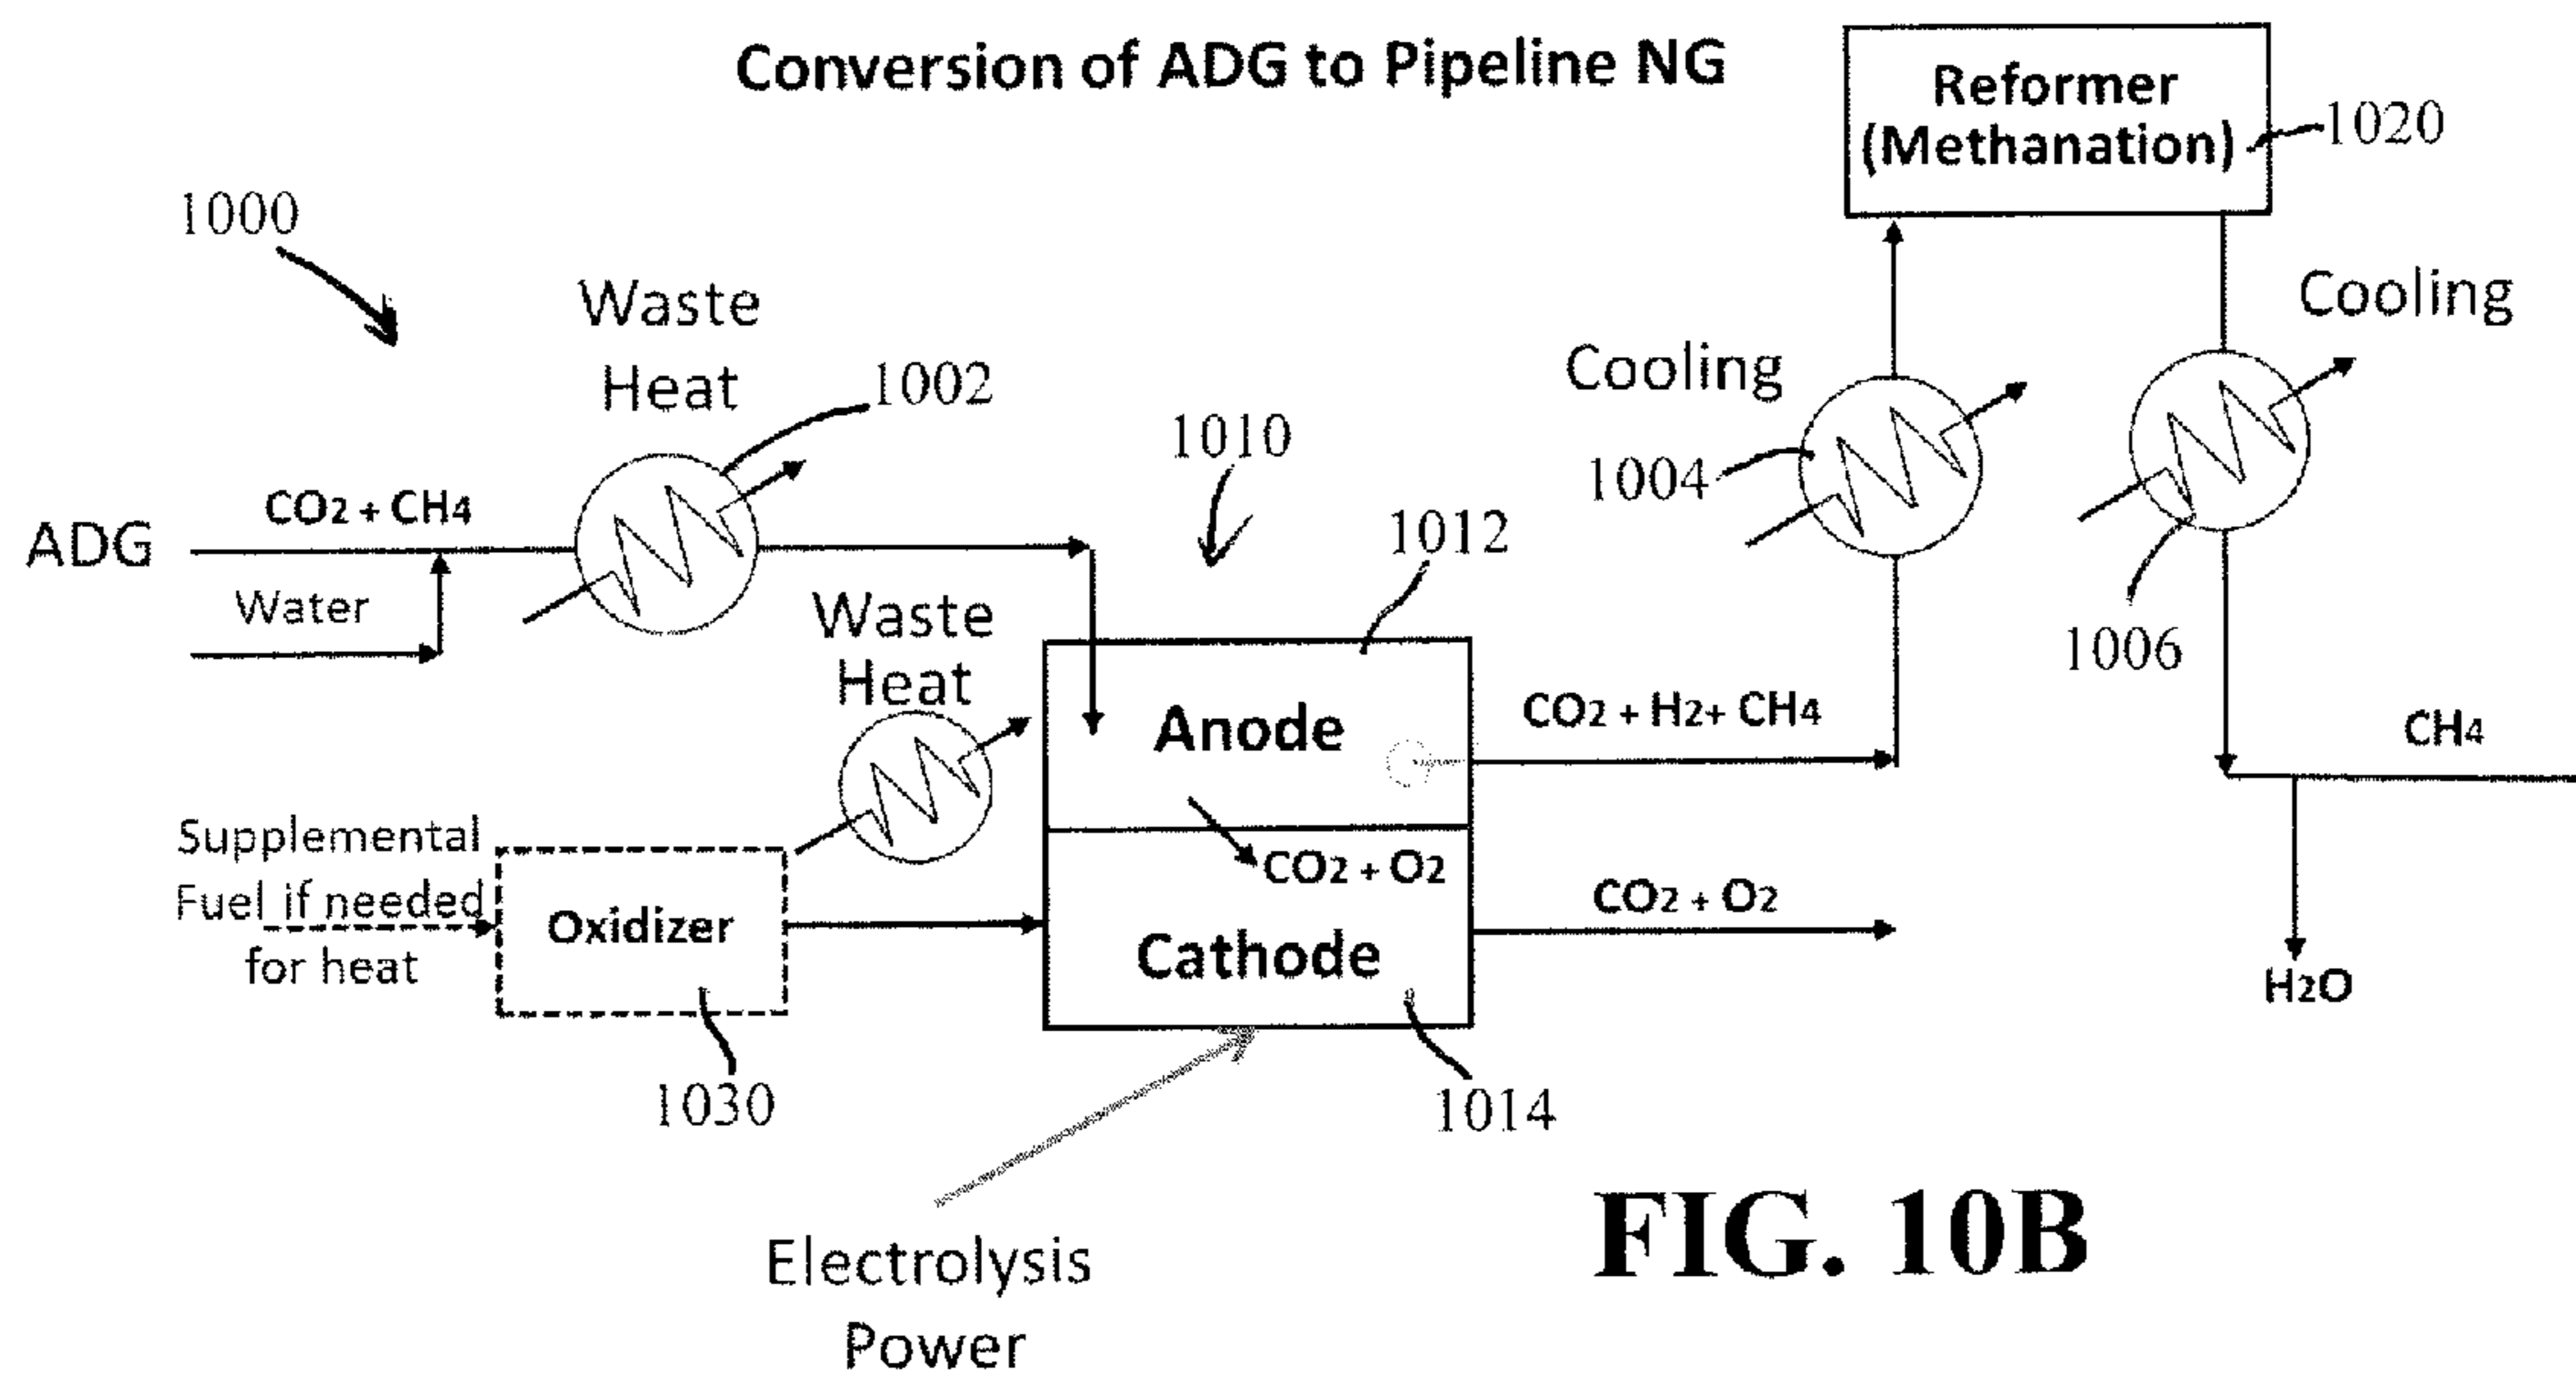 Conversion of ADG to Pipeline NG
Reformer
(Methanation)
1020
1000
Waste
Heat
1002
Cooling
Cooling
1004
1006
1010
1012
ADG
CO2 + CH4
Water
Waste
Heat
Anode
CO2 + H2+ CH4
CH4
Supplemental
Fuel if needed
for heat
Oxidizer
CO2 + O2
Cathode
CO2 + O2
H2O
1030
1014
Electrolysis
Power
FIG. 10B